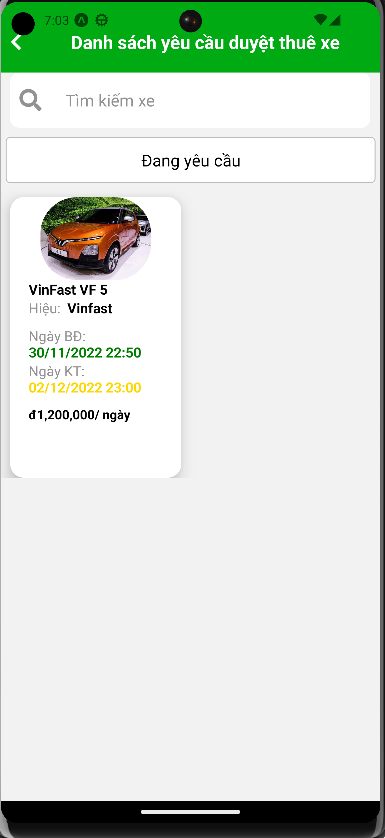 7:03
Danh sách yêu cầu duyệt thuê xe
Tìm kiếm xe
Đang yêu cầu
VinFast VF 5
Hiệu: Vinfast
Ngày BĐ:
30/11/2022 22:50
Ngày KT:
02/12/2022 23:00
đ1,200,000/ ngày